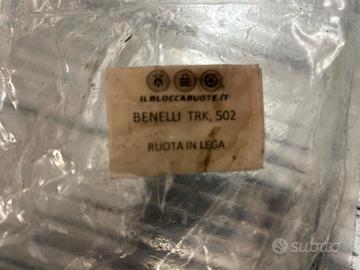 ILBLOCCARUOTE.IT
BENELLI TRK, 502
RUOTA IN LEGA
subito